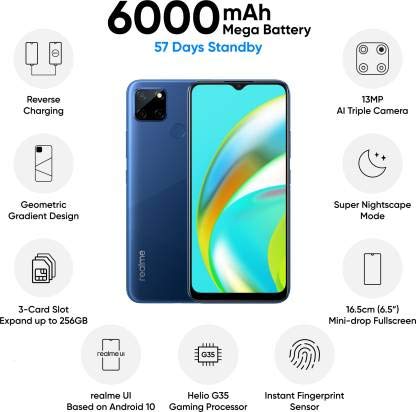 6000 mAh
Mega Battery
57 Days Standby
Reverse
Charging
13MP
AI Triple Camera
Geometric
Gradient Design
Super Nightscape
Mode
realme
3-Card Slot
Expand up to 256GB
16.5cm (6.5")
Mini-drop Fullscreen
realme UI
G35
realme UI
Based on Android 10
Helio G35
Gaming Processor
Instant Fingerprint
Sensor